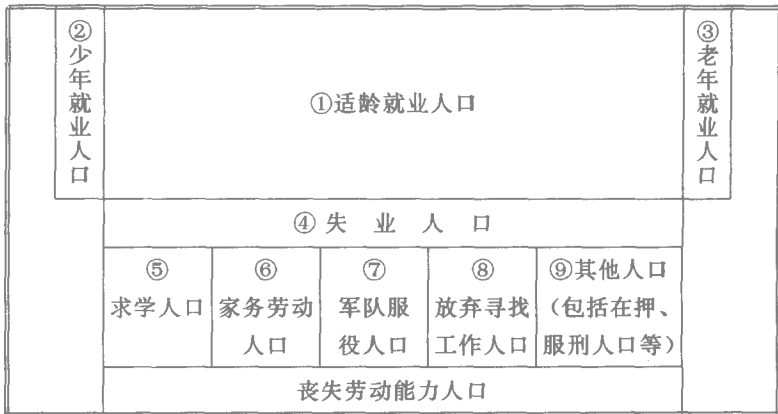 ②少年就业人口
①适龄就业人口
③老年就业人口
④失业人口
⑤求学人口
⑥家务劳动人口
⑦军队服役人口
⑧放弃寻找工作人口
⑨其他人口
（包括在押、
服刑人口等）
丧失劳动能力人口